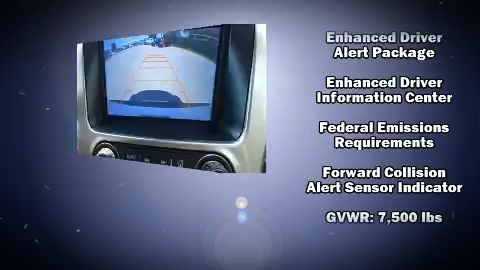 Enhanced Driver
Alert Package
Enhanced Driver
Information Center
Federal Emissions
Requirements
Forward Collision
Alert Sensor Indicator
GVWR: 7,500 lbs